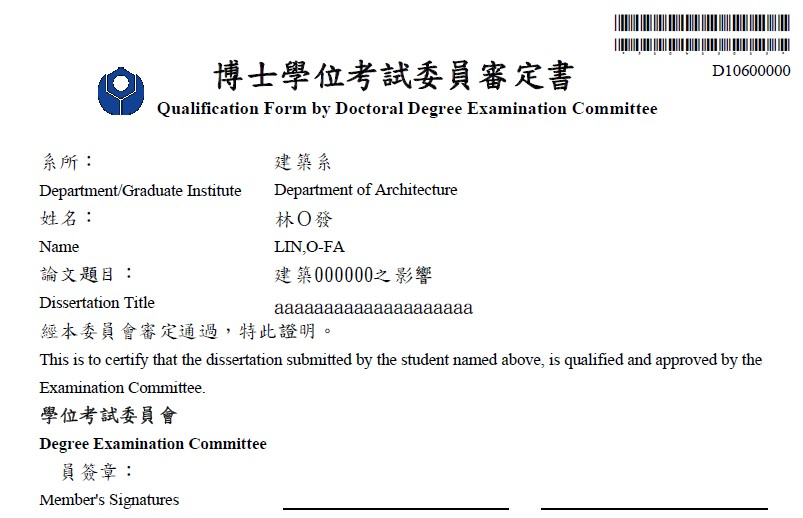 D10600000
博士學位考試委員審定書
Qualification Form by Doctoral Degree Examination Committee
系所：
建築系
Department/Graduate Institute
Department of Architecture
姓名：
林Ｏ發
Name
LIN,O-FA
論文題目：
建築000000之影響
Dissertation Title
aaaaaaaaaaaaaaaaaaaa
經本委員會審定通過，特此證明。
This is to certify that the dissertation submitted by the student named above, is qualified and approved by the
Examination Committee.
學位考試委員會
Degree Examination Committee
員簽章：
Member's Signatures